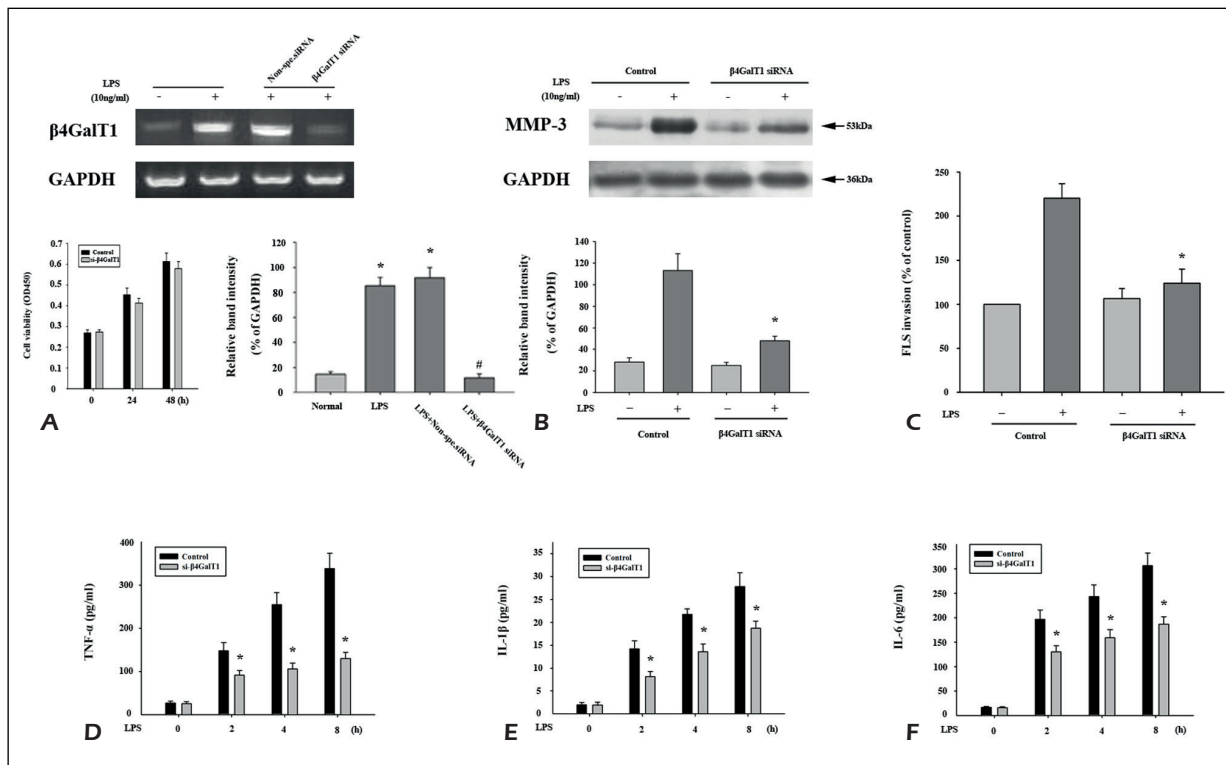 LPS
(10ng/ml)
Non-spe.siRNA
β4GalT1 siRNA
- + + +
β4GalT1
GAPDH
Cell viability (OD450)
0.7
0.6
0.5
0.4
0.3
0.2
0.1
0
Control
si-β4GalT1
0 24 48 (h)
A
Relative band intensity
(% of GAPDH)
120
100
80
60
40
20
0
* * #
Normal
LPS
LPS+Non-spe.siRNA
LPS+β4GalT1 siRNA
LPS
(10ng/ml)
Control β4GalT1 siRNA
- + - +
MMP-3
53kDa
GAPDH
36kDa
Relative band intensity
(% of GAPDH)
140
120
100
80
60
40
20
0
*
LPS − + − +
Control β4GalT1 siRNA
B
FLS invasion (% of control)
250
200
150
100
50
0
*
LPS − + − +
Control β4GalT1 siRNA
C
TNF-α (pg/ml)
400
300
200
100
0
Control
si-β4GalT1
* * *
LPS 0 2 4 8 (h)
D
IL-1β (pg/ml)
35
30
25
20
15
10
5
0
Control
si-β4GalT1
* * *
LPS 0 2 4 8 (h)
E
IL-6 (pg/ml)
350
300
250
200
150
100
50
0
Control
si-β4GalT1
* * *
LPS 0 2 4 8 (h)
F